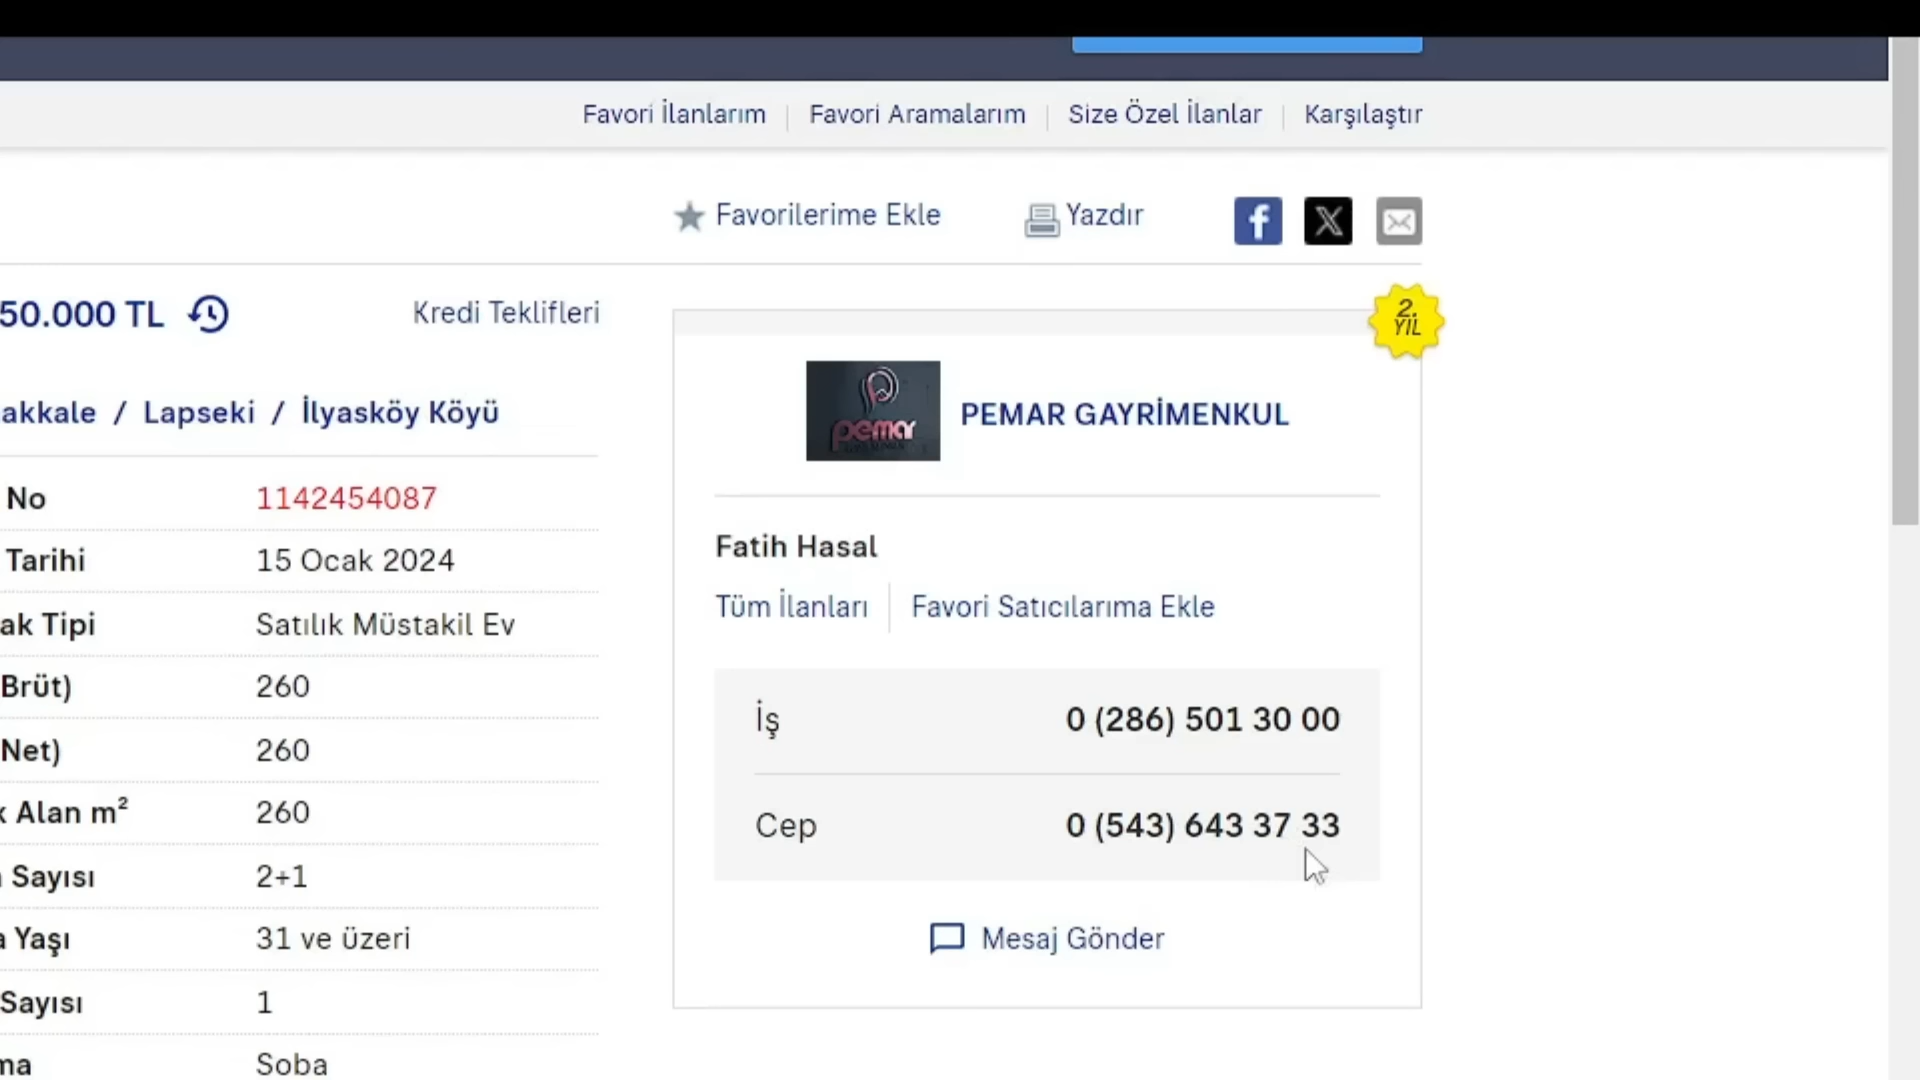 Favori İlanlarım
Favori Aramalarım
Size Özel İlanlar
Karşılaştır
Favorilerime Ekle
Yazdır
50.000 TL
Kredi Teklifleri
akkale / Lapseki / İlyasköy Köyü
No 1142454087
Tarihi 15 Ocak 2024
ak Tipi Satılık Müstakil Ev
Brüt) 260
Net) 260
k Alan m² 260
Sayısı 2+1
a Yaşı 31 ve üzeri
Sayısı 1
ma Soba
2.
YIL
pemar
PEMAR GAYRİMENKUL
Fatih Hasal
Tüm İlanları
Favori Satıcılarıma Ekle
İş 0 (286) 501 30 00
Cep 0 (543) 643 37 33
Mesaj Gönder